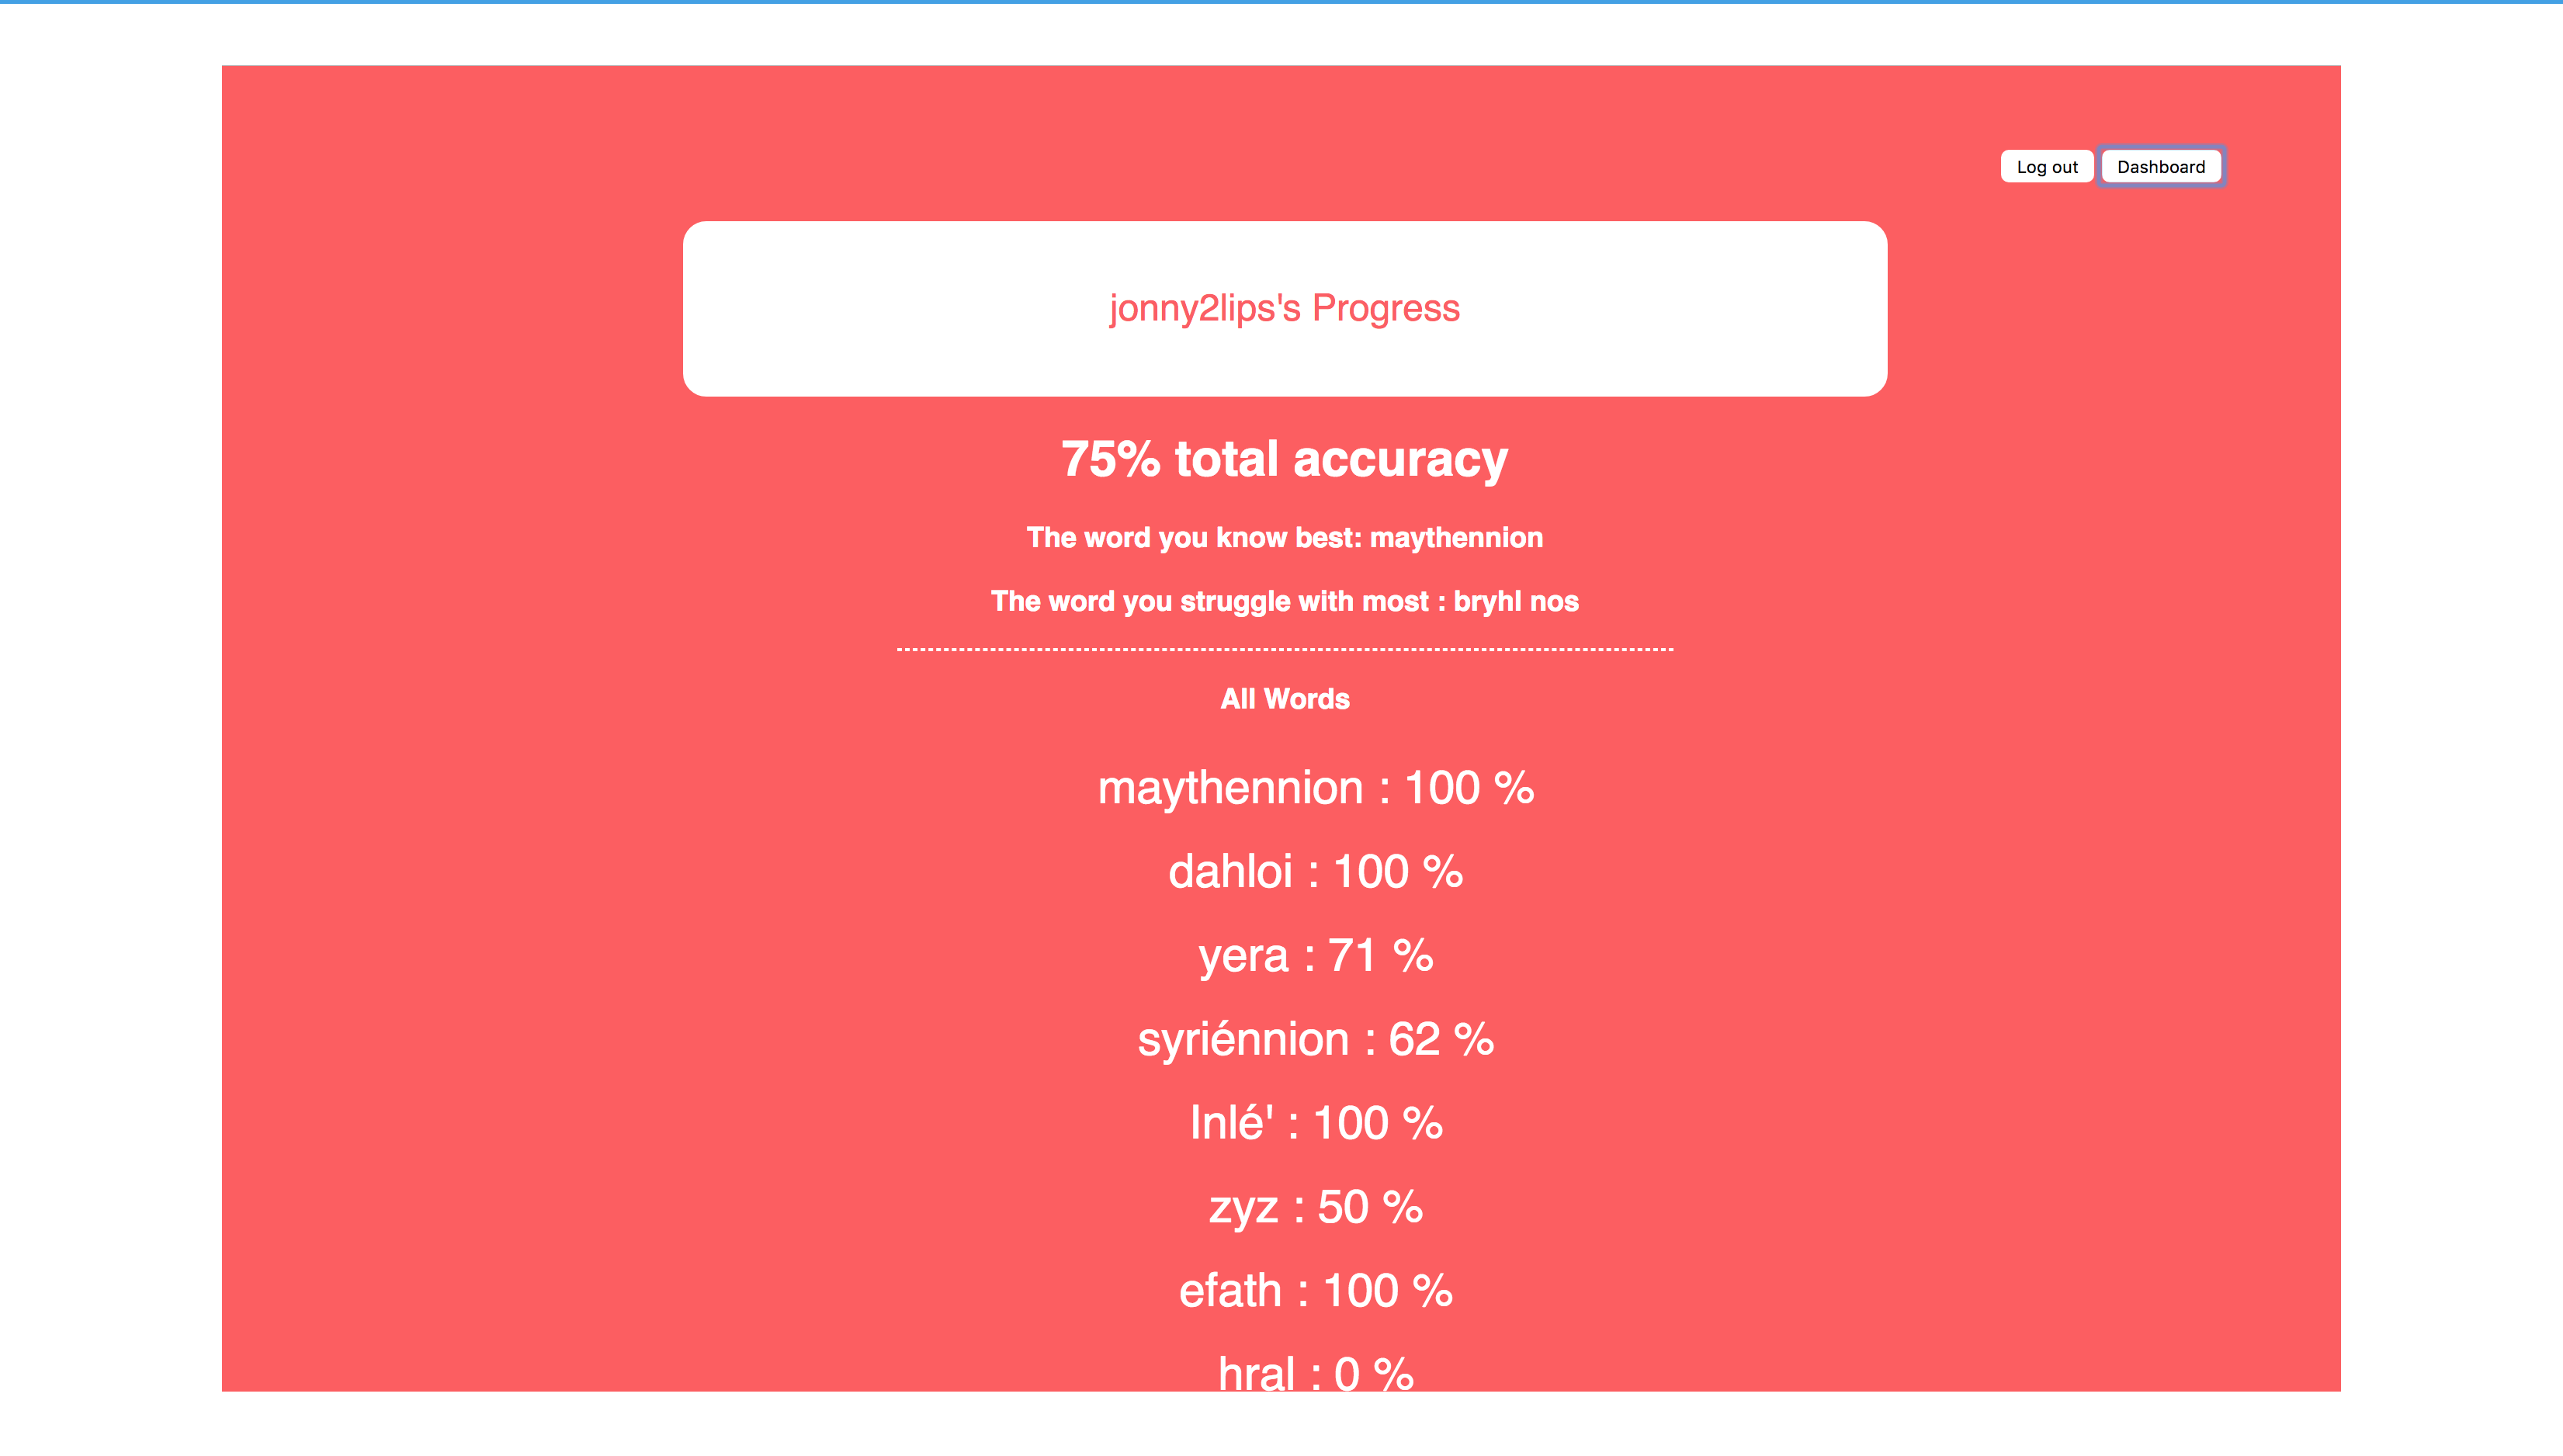 Log out Dashboard
jonny2lips's Progress
75% total accuracy
The word you know best: maythennion
The word you struggle with most : bryhl nos
All Words
maythennion : 100 %
dahloi : 100 %
yera : 71 %
syriénnion : 62 %
lnlé' : 100 %
zyz : 50 %
efath : 100 %
hral : 0 %